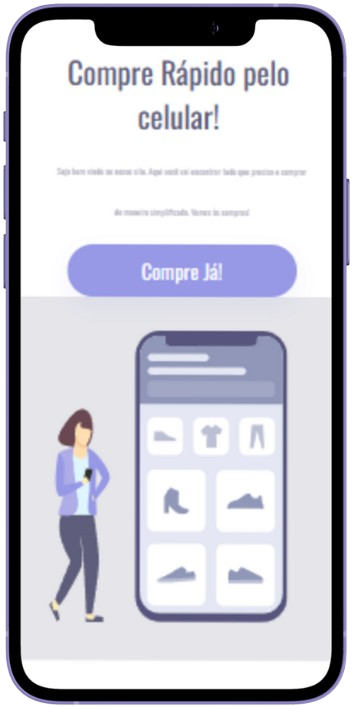 Compre Rápido pelo
celular!
Seja bem vindo ao nosso site. Aqui você vai encontrar tudo que precisa e comprar
de maneira simplificada. Vamos às compras!
Compre Já!